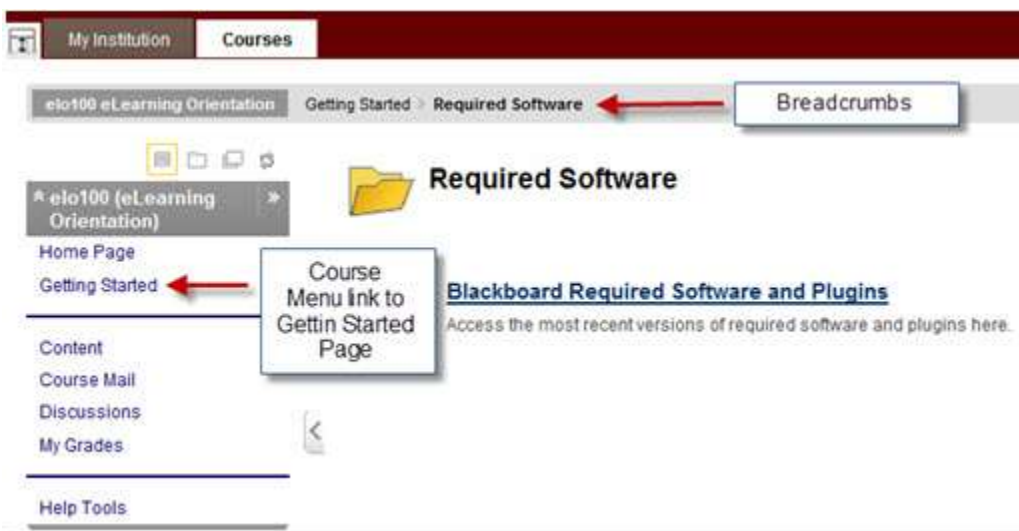 My Institution
Courses
elo100 eLearning Orientation
Getting Started > Required Software
Breadcrumbs
elo100 (eLearning
Orientation)
Home Page
Getting Started
Content
Course Mail
Discussions
My Grades
Help Tools
Course
Menu link to
Gettin Started
Page
Required Software
Blackboard Required Software and Plugins
Access the most recent versions of required software and plugins here.